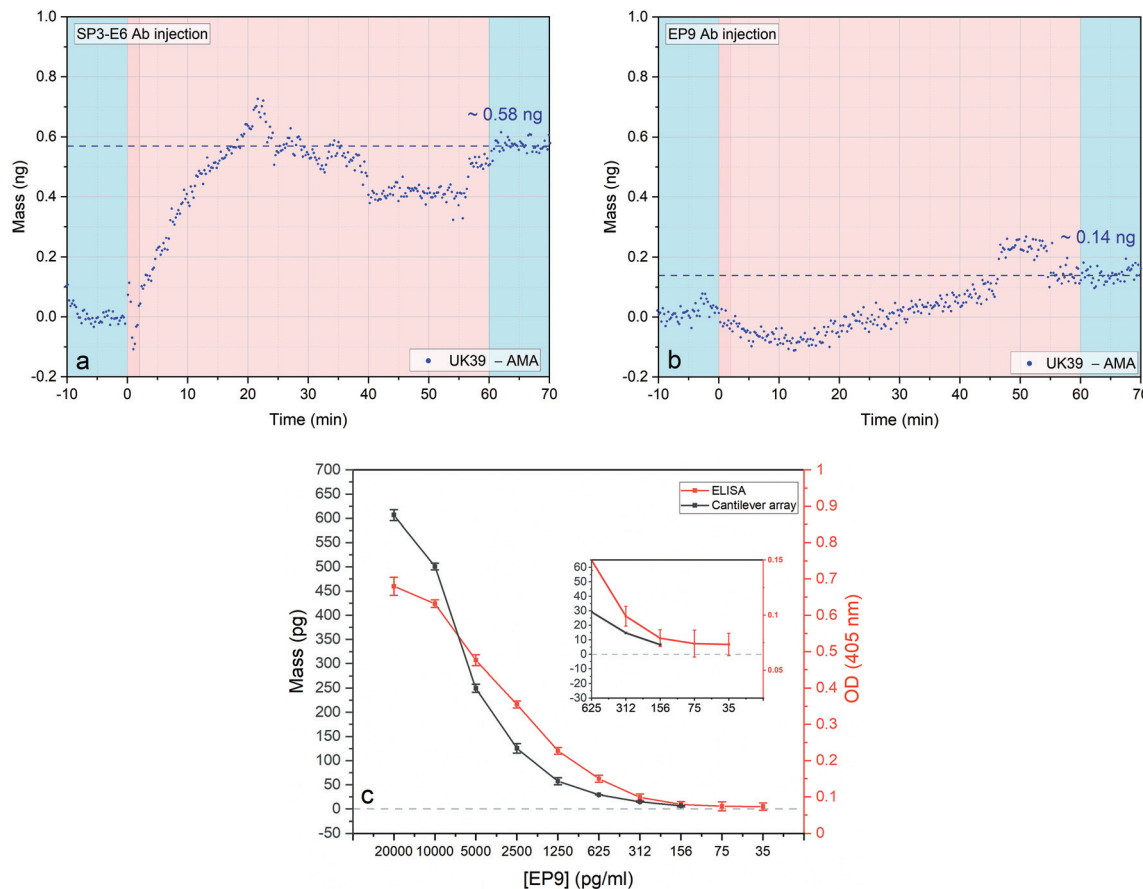 SP3-E6 Ab injection
1.0
0.8
0.6
0.4
0.2
0.0
-0.2
Mass (ng)
~ 0.58 ng
a
UK39 – AMA
-10 0 10 20 30 40 50 60 70
Time (min)
EP9 Ab injection
1.0
0.8
0.6
0.4
0.2
0.0
-0.2
Mass (ng)
~ 0.14 ng
b
UK39 – AMA
-10 0 10 20 30 40 50 60 70
Time (min)
700
650
600
550
500
450
400
350
300
250
200
150
100
50
0
-50
Mass (pg)
ELISA
Cantilever array
60
50
40
30
20
10
0
-10
-20
-30
0.15
0.1
0.05
625 312 156 75 35
c
1
0.9
0.8
0.7
0.6
0.5
0.4
0.3
0.2
0.1
0
OD (405 nm)
20000 10000 5000 2500 1250 625 312 156 75 35
[EP9] (pg/ml)